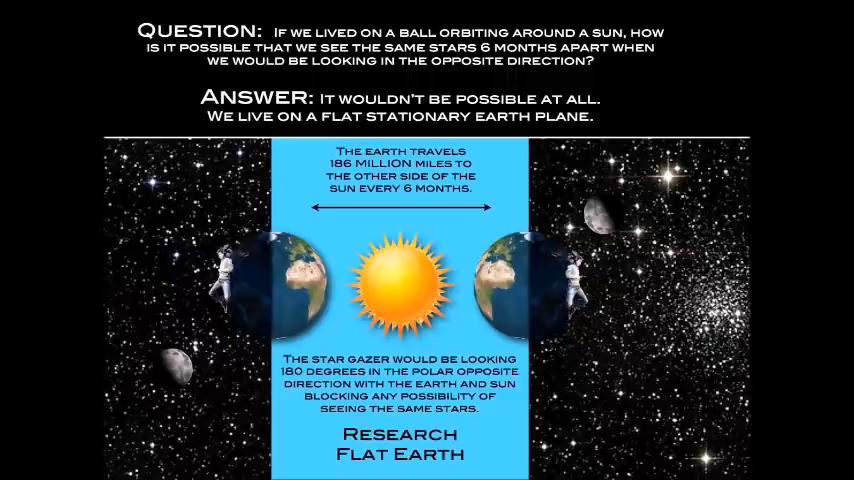 QUESTION: IF WE LIVED ON A BALL ORBITING AROUND A SUN, HOW
IS IT POSSIBLE THAT WE SEE THE SAME STARS 6 MONTHS APART WHEN
WE WOULD BE LOOKING IN THE OPPOSITE DIRECTION?
ANSWER: IT WOULDN'T BE POSSIBLE AT ALL.
WE LIVE ON A FLAT STATIONARY EARTH PLANE.
THE EARTH TRAVELS
186 MILLION MILES TO
THE OTHER SIDE OF THE
SUN EVERY 6 MONTHS.
THE STAR GAZER WOULD BE LOOKING
180 DEGREES IN THE POLAR OPPOSITE
DIRECTION WITH THE EARTH AND SUN
BLOCKING ANY POSSIBILITY OF
SEEING THE SAME STARS.
RESEARCH
FLAT EARTH